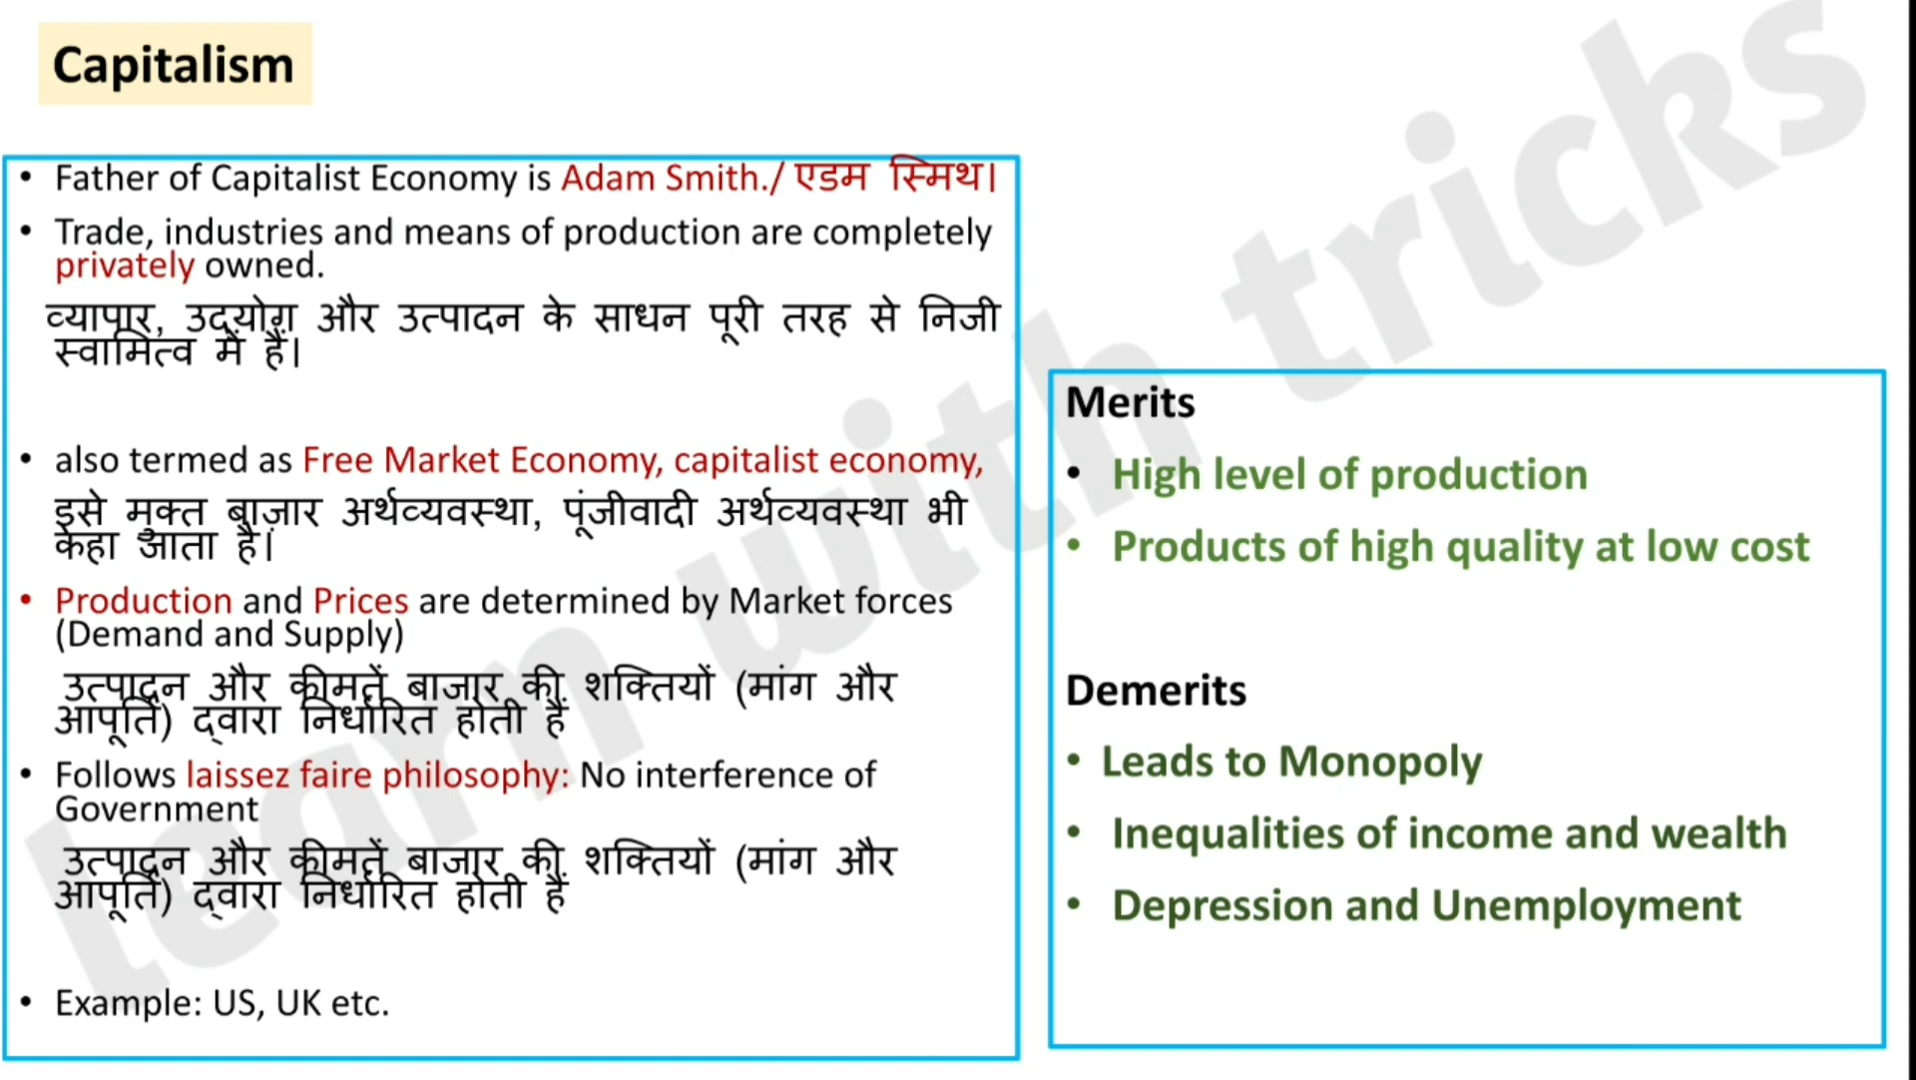 Capitalism
• Father of Capitalist Economy is Adam Smith./ एडम स्मिथ।
• Trade, industries and means of production are completely
privately owned.
व्यापार, उद्योग और उत्पादन के साधन पूरी तरह से निजी
स्वामित्व में हैं।
• also termed as Free Market Economy, capitalist economy,
इसे मुक्त बाज़ार अर्थव्यवस्था, पूंजीवादी अर्थव्यवस्था भी
कहा जाता है।
• Production and Prices are determined by Market forces
(Demand and Supply)
उत्पादन और कीमतें बाजार की शक्तियों (मांग और
आपूर्ति) द्वारा निर्धारित होती हैं
• Follows laissez faire philosophy: No interference of
Government
उत्पादन और कीमतें बाजार की शक्तियों (मांग और
आपूर्ति) द्वारा निर्धारित होती हैं
• Example: US, UK etc.
Merits
• High level of production
• Products of high quality at low cost
Demerits
• Leads to Monopoly
• Inequalities of income and wealth
• Depression and Unemployment
learn with tricks